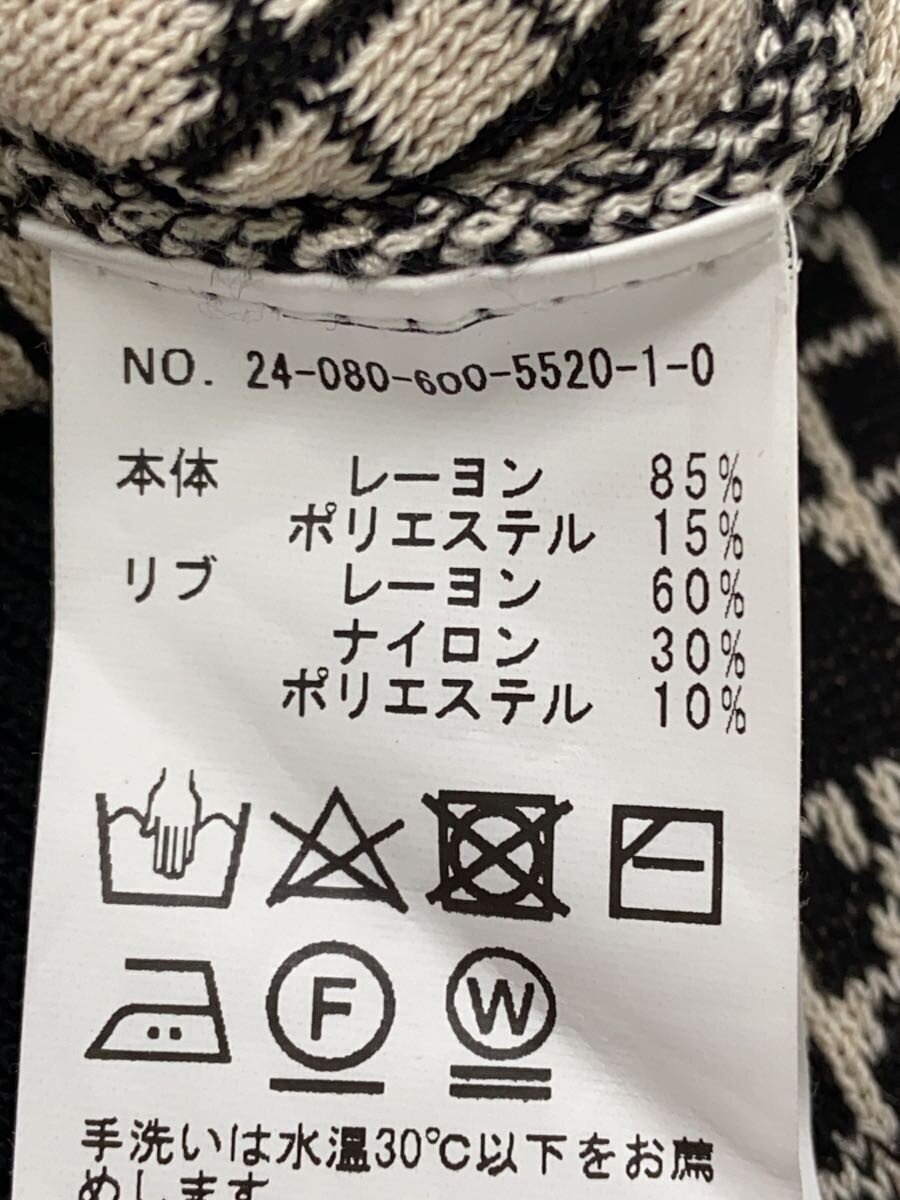 NO. 24-080-600-5520-1-0
本体 レーヨン 85%
ポリエステル 15%
リブ レーヨン 60%
ナイロン 30%
ポリエステル 10%
F W
手洗いは水温30℃以下をお薦
めします